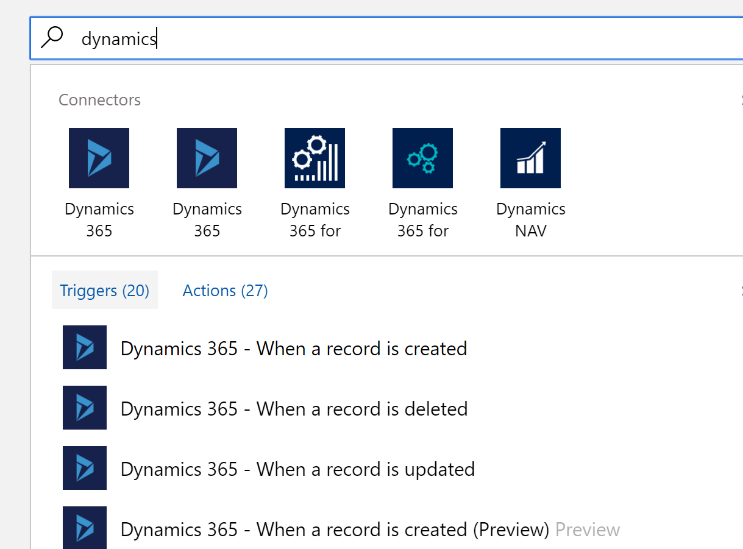 dynamics
Connectors
Dynamics 365
Dynamics 365
Dynamics 365 for
Dynamics 365 for
Dynamics NAV
Triggers (20) Actions (27)
Dynamics 365 - When a record is created
Dynamics 365 - When a record is deleted
Dynamics 365 - When a record is updated
Dynamics 365 - When a record is created (Preview) Preview